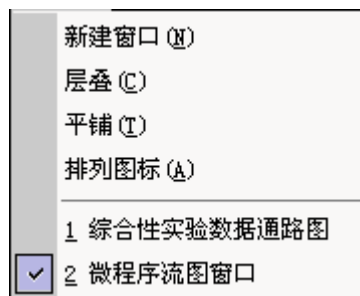 新建窗口(N)
层叠(C)
平铺(T)
排列图标(A)
1 综合性实验数据通路图
2 微程序流图窗口